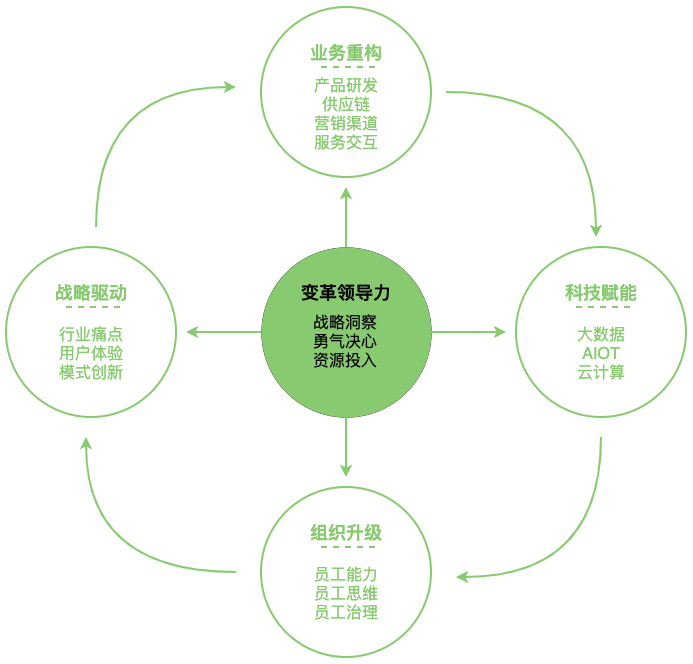 业务重构
产品研发
供应链
营销渠道
服务交互
战略驱动
行业痛点
用户体验
模式创新
变革领导力
战略洞察
勇气决心
资源投入
科技赋能
大数据
AIOT
云计算
组织升级
员工能力
员工思维
员工治理